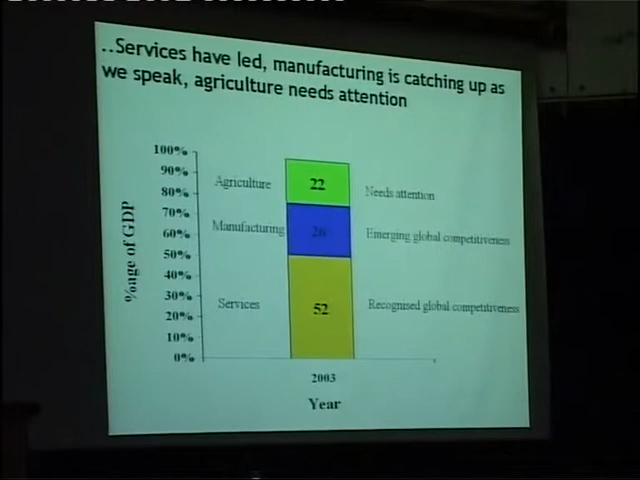 ..Services have led, manufacturing is catching up as
we speak, agriculture needs attention
100%
90%
80%
70%
60%
50%
40%
30%
20%
10%
0%
%age of GDP
Agriculture 22 Needs attention
Manufacturing 26 Emerging global competitiveness
Services 52 Recognised global competitiveness
2003
Year